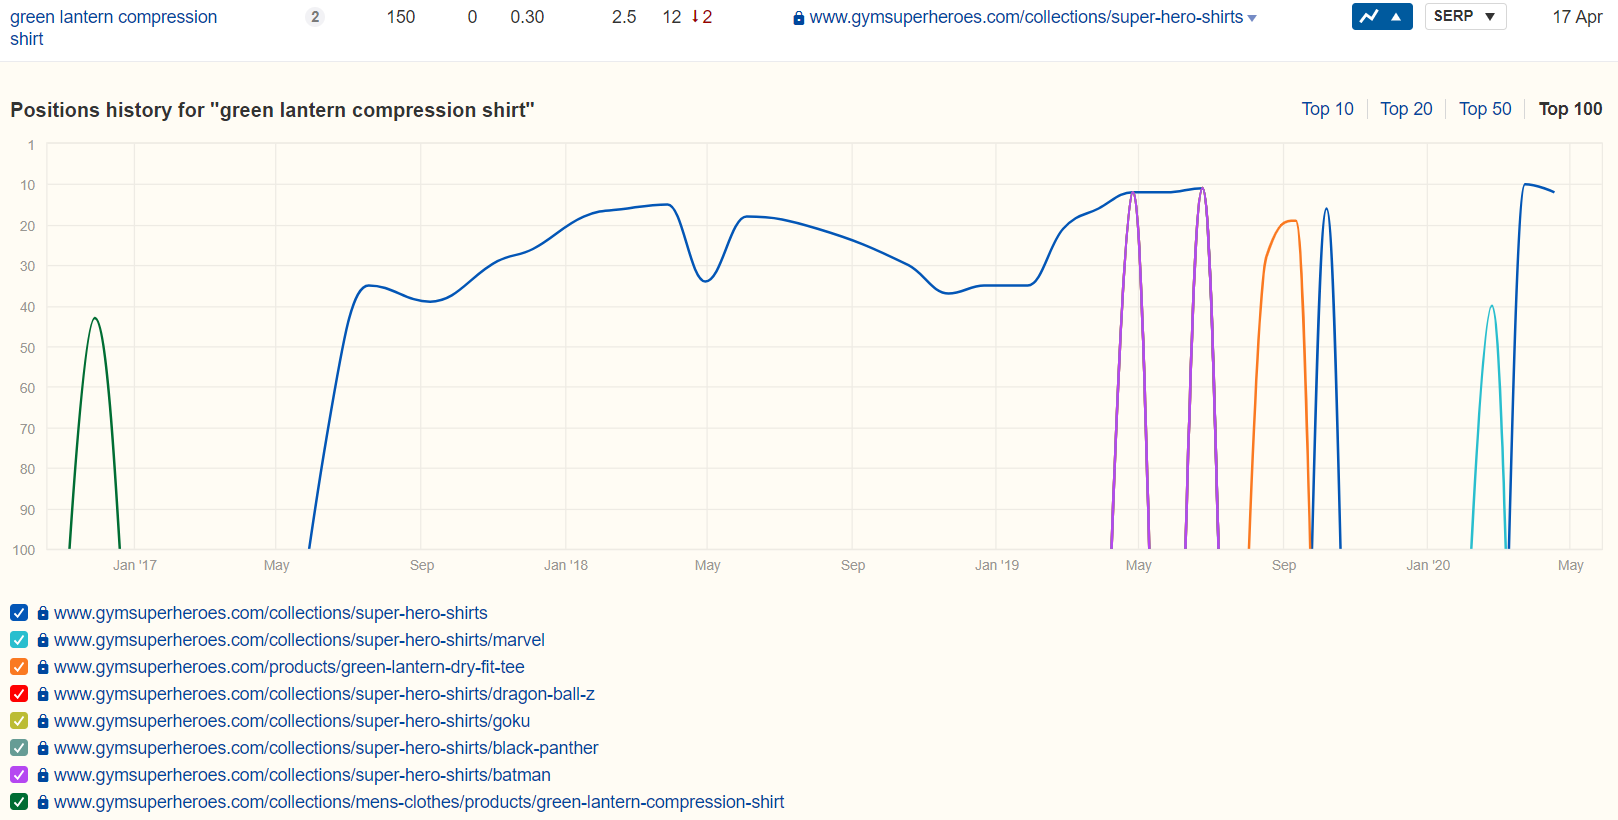 green lantern compression shirt 2 150 0 0.30 2.5 12 ↓2 www.gymsuperheroes.com/collections/super-hero-shirts SERP ▼ 17 Apr
Positions history for "green lantern compression shirt" Top 10 Top 20 Top 50 Top 100
1
10
20
30
40
50
60
70
80
90
100
Jan '17 May Sep Jan '18 May Sep Jan '19 May Sep Jan '20 May
www.gymsuperheroes.com/collections/super-hero-shirts
www.gymsuperheroes.com/collections/super-hero-shirts/marvel
www.gymsuperheroes.com/products/green-lantern-dry-fit-tee
www.gymsuperheroes.com/collections/super-hero-shirts/dragon-ball-z
www.gymsuperheroes.com/collections/super-hero-shirts/goku
www.gymsuperheroes.com/collections/super-hero-shirts/black-panther
www.gymsuperheroes.com/collections/super-hero-shirts/batman
www.gymsuperheroes.com/collections/mens-clothes/products/green-lantern-compression-shirt